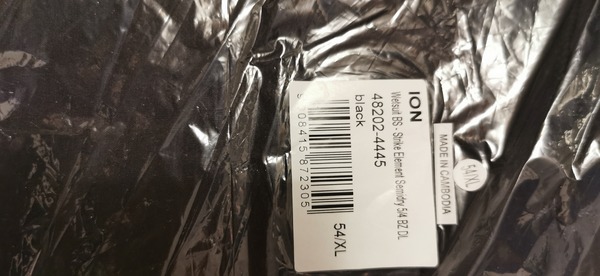 ION
Wetsuit BS - Strike Element Semidry 5/4 BZ DL
48202-4445
black
54/XL
9 008415 872305
MADE IN CAMBODIA
54/XL